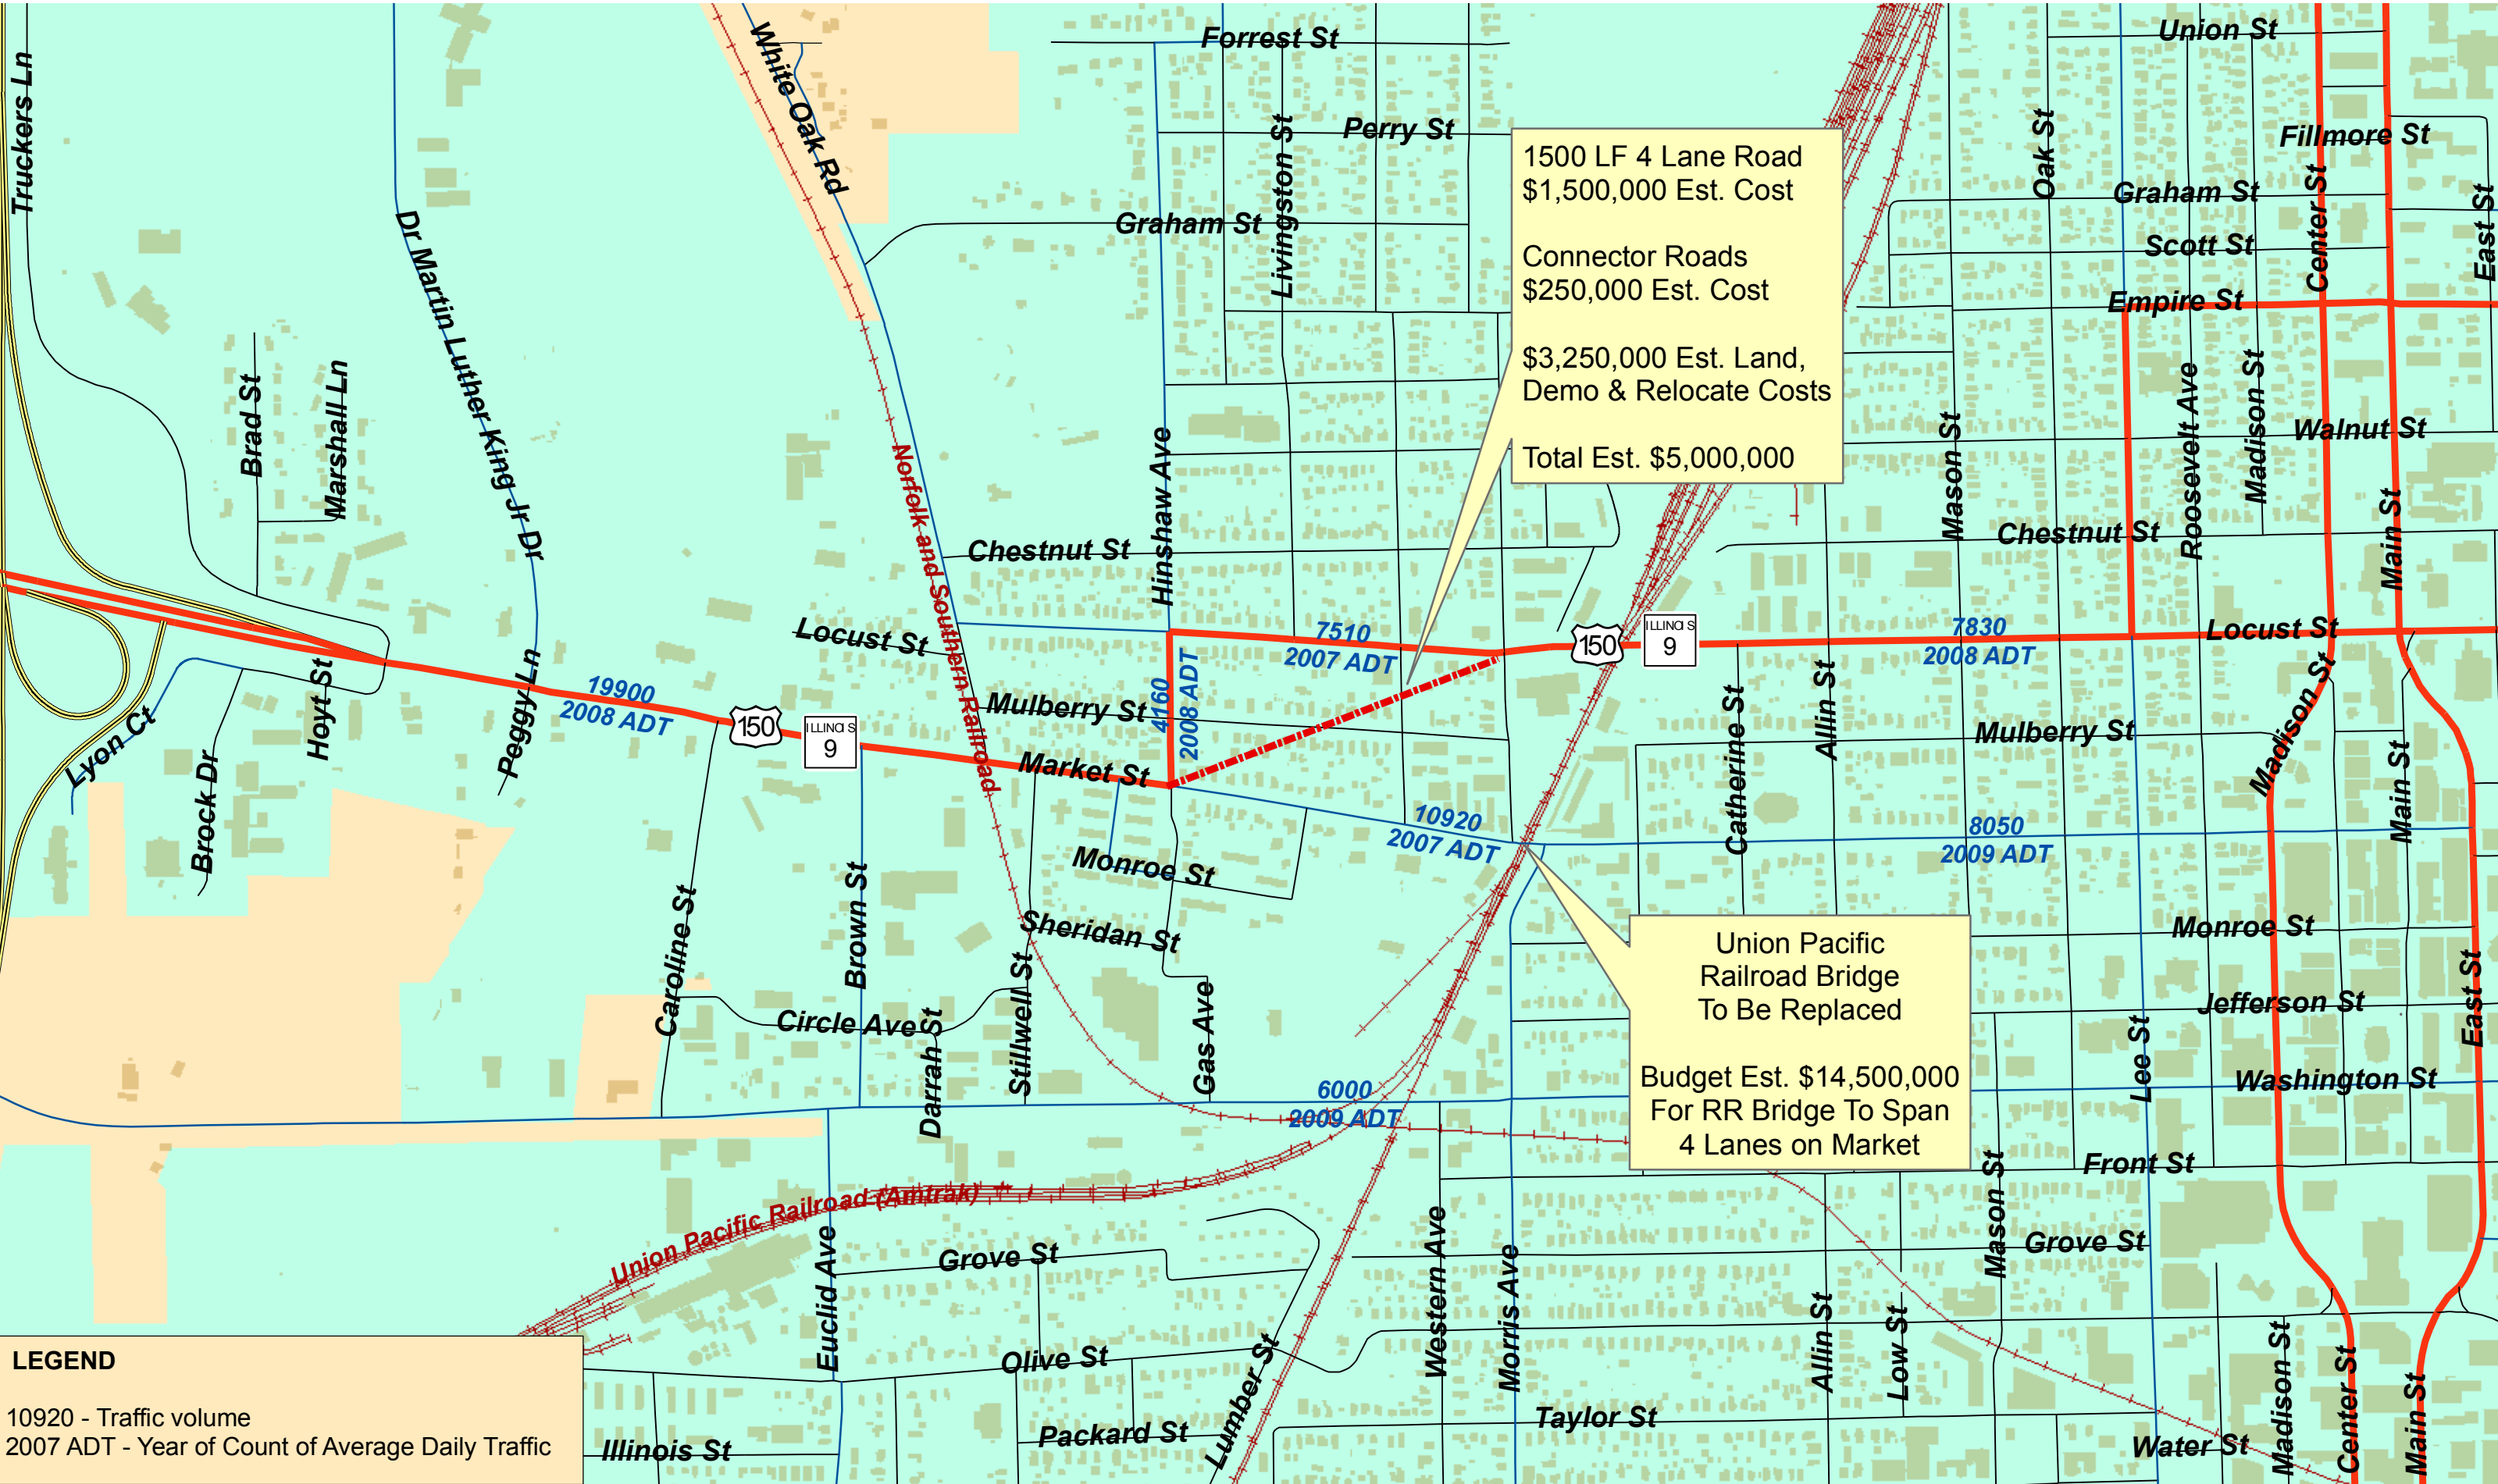 Truckers Ln
White Oak Rd
Forrest St
Union St
Perry St
Livingston St
Oak St
Fillmore St
Graham St
Graham St
Scott St
Center St
East St
Empire St
Dr Martin Luther King Jr Dr
1500 LF 4 Lane Road
$1,500,000 Est. Cost
Connector Roads
$250,000 Est. Cost
$3,250,000 Est. Land,
Demo & Relocate Costs
Total Est. $5,000,000
Brad St
Marshall Ln
Norfolk and Southern Railroad
Hinshaw Ave
Mason St
Roosevelt Ave
Madison St
Walnut St
Main St
Chestnut St
Chestnut St
Locust St
7510
2007 ADT
150
ILLINOIS
9
7830
2008 ADT
Locust St
Hoyt St
Peggy Ln
19900
2008 ADT
150
ILLINOIS
9
Mulberry St
4160
2008 ADT
Market St
Catherine St
Allin St
Mulberry St
Madison St
Main St
Lyon Ct
Brock Dr
10920
2007 ADT
8050
2009 ADT
Monroe St
Caroline St
Brown St
Sheridan St
Stillwell St
Circle Ave
Darrah St
Gas Ave
Union Pacific
Railroad Bridge
To Be Replaced
Budget Est. $14,500,000
For RR Bridge To Span
4 Lanes on Market
Monroe St
Jefferson St
East St
Lee St
Washington St
6000
2009 ADT
Front St
Union Pacific Railroad (Amtrak)
Euclid Ave
Grove St
Western Ave
Morris Ave
Mason St
Grove St
Olive St
Lumber St
Allin St
Low St
Madison St
Center St
Main St
Packard St
Taylor St
Water St
Illinois St
LEGEND
10920 - Traffic volume
2007 ADT - Year of Count of Average Daily Traffic